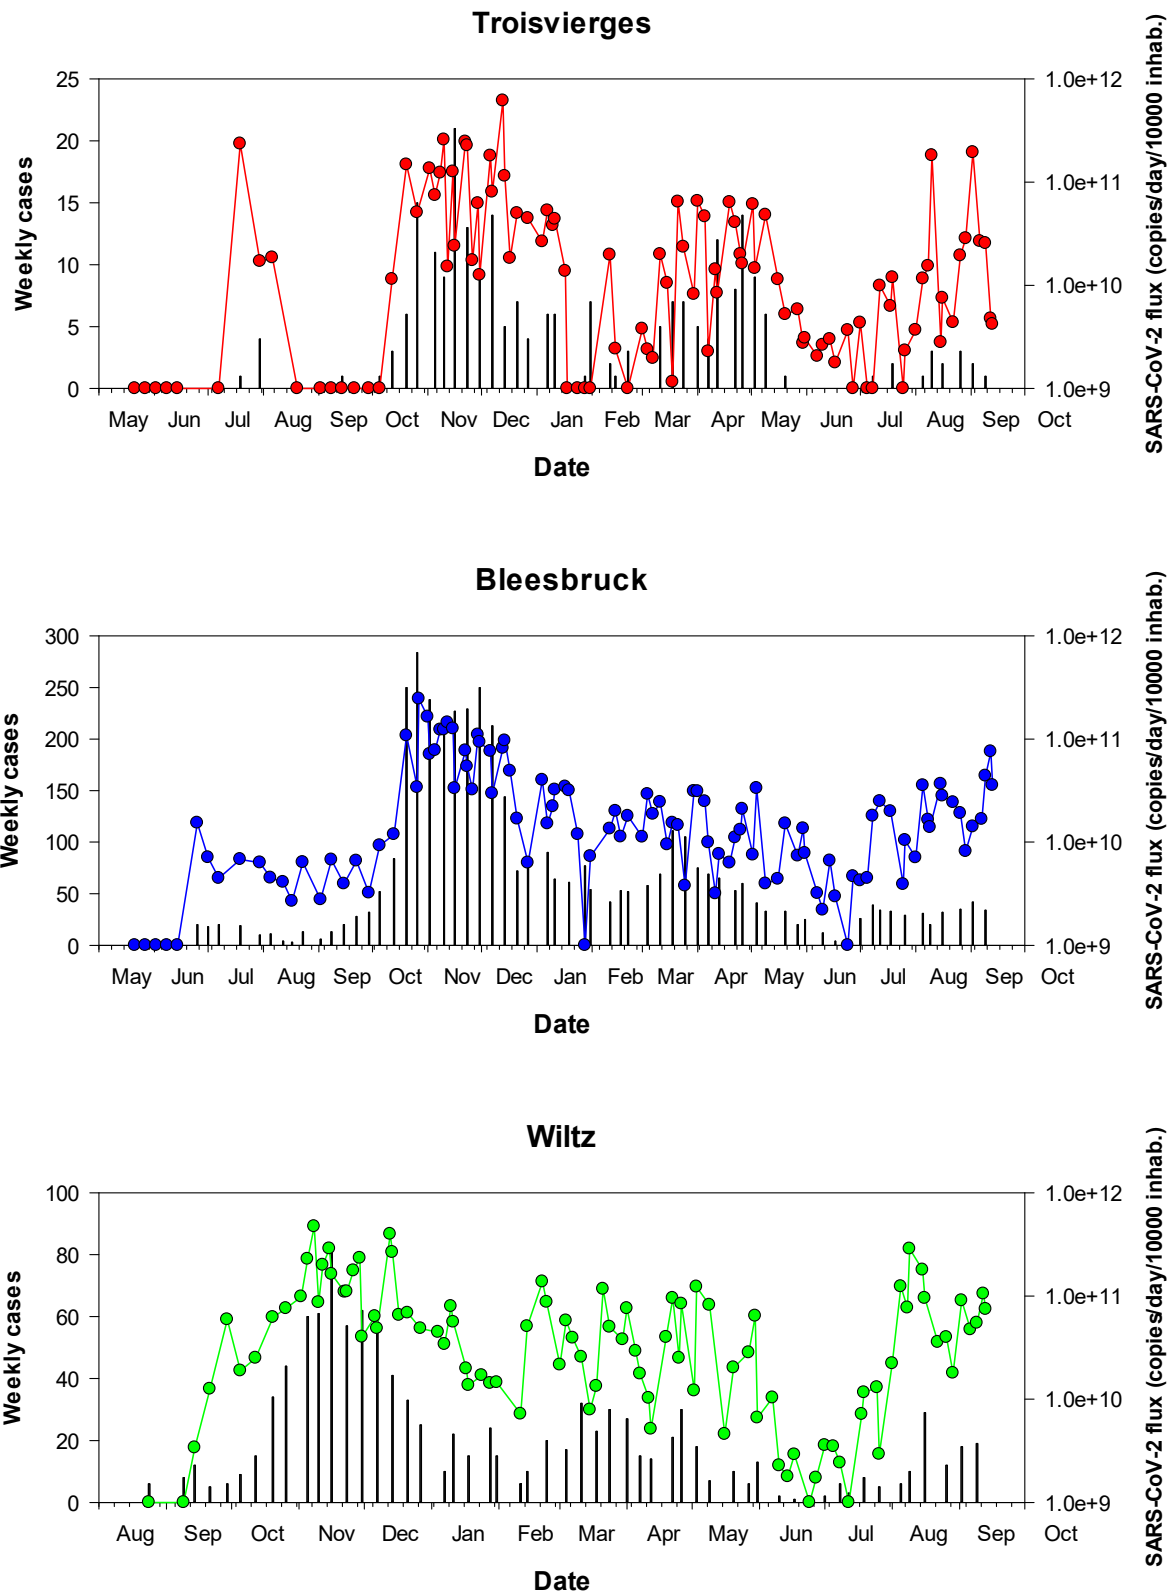 Troisvierges
25 1.0e+12
20 1.0e+11
15
10 1.0e+10
5
0 1.0e+9
Weekly cases
SARS-CoV-2 flux (copies/day/10000 inhab.)
May Jun Jul Aug Sep Oct Nov Dec Jan Feb Mar Apr May Jun Jul Aug Sep Oct
Date
Bleesbruck
300 1.0e+12
250
200 1.0e+11
150
100 1.0e+10
50
0 1.0e+9
Weekly cases
SARS-CoV-2 flux (copies/day/10000 inhab.)
May Jun Jul Aug Sep Oct Nov Dec Jan Feb Mar Apr May Jun Jul Aug Sep Oct
Date
Wiltz
100 1.0e+12
80
60 1.0e+11
40 1.0e+10
20
0 1.0e+9
Weekly cases
SARS-CoV-2 flux (copies/day/10000 inhab.)
Aug Sep Oct Nov Dec Jan Feb Mar Apr May Jun Jul Aug Sep Oct
Date